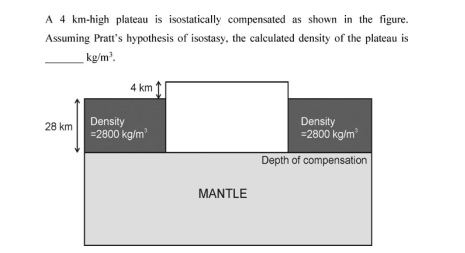 A 4 km-high plateau is isostatically compensated as shown in the figure.
Assuming Pratt's hypothesis of isostasy, the calculated density of the plateau is
______ kg/m³.
4 km
28 km
Density
=2800 kg/m³
Density
=2800 kg/m³
Depth of compensation
MANTLE